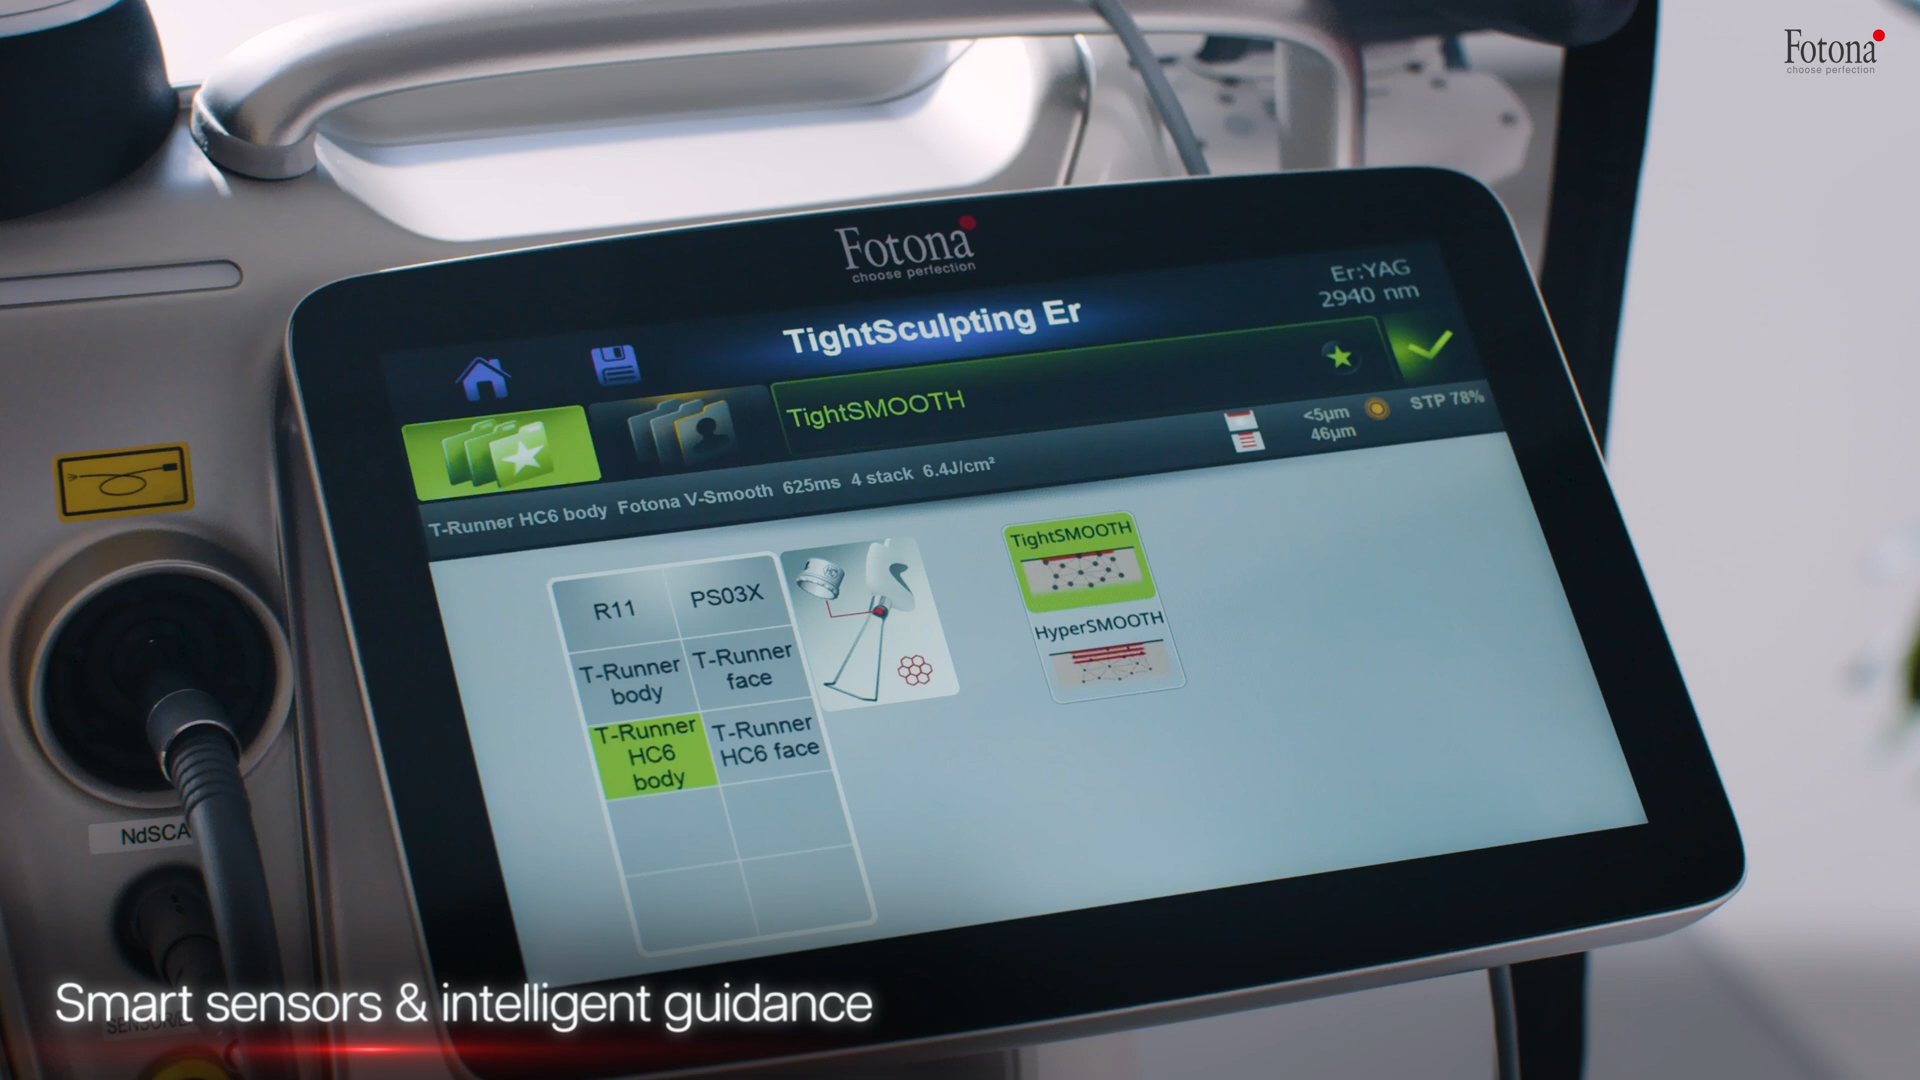 Fotona
choose perfection
Fotona
choose perfection
Er:YAG
2940 nm
TightSculpting Er
TightSMOOTH
<5µm
46µm
STP 78%
T-Runner HC6 body Fotona V-Smooth 625ms 4 stack 6.4J/cm²
R11
PS03X
T-Runner
body
T-Runner
face
T-Runner
HC6
body
T-Runner
HC6 face
TightSMOOTH
HyperSMOOTH
NdSCA
Smart sensors & intelligent guidance